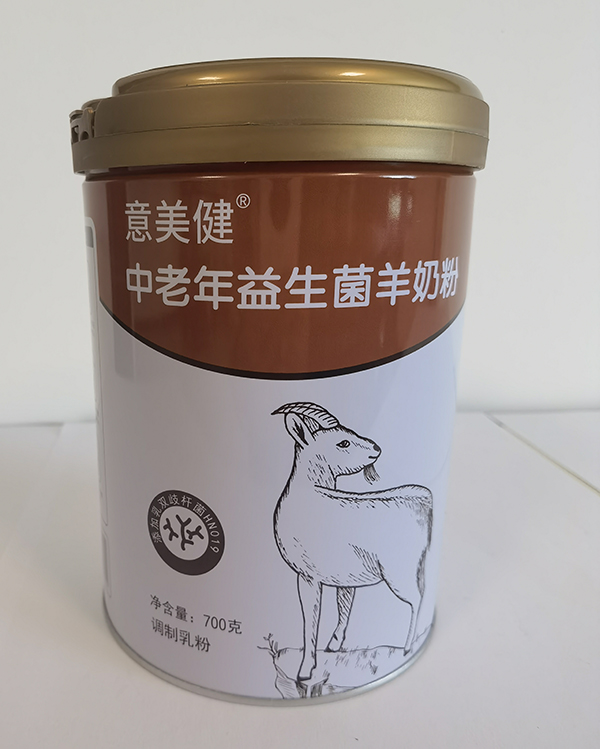 意美健®
中老年益生菌羊奶粉
添加乳双歧杆菌HN019
净含量：700克
调制乳粉